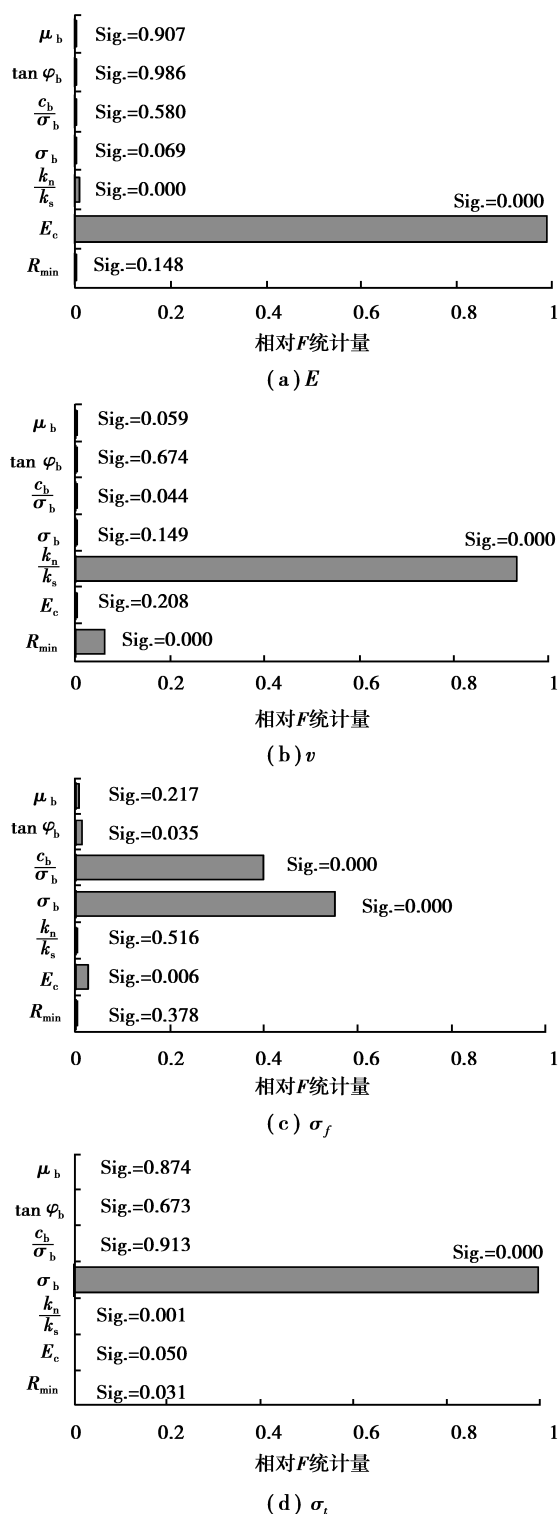 μb Sig.=0.907
tan φb Sig.=0.986
cb/σb Sig.=0.580
σb Sig.=0.069
kn/ks Sig.=0.000
Ec Sig.=0.000
Rmin Sig.=0.148
0 0.2 0.4 0.6 0.8 1
相对F统计量
(a) E
μb Sig.=0.059
tan φb Sig.=0.674
cb/σb Sig.=0.044
σb Sig.=0.149
kn/ks Sig.=0.000
Ec Sig.=0.208
Rmin Sig.=0.000
0 0.2 0.4 0.6 0.8 1
相对F统计量
(b) v
μb Sig.=0.217
tan φb Sig.=0.035
cb/σb Sig.=0.000
σb Sig.=0.000
kn/ks Sig.=0.516
Ec Sig.=0.006
Rmin Sig.=0.378
0 0.2 0.4 0.6 0.8 1
相对F统计量
(c) σf
μb Sig.=0.874
tan φb Sig.=0.673
cb/σb Sig.=0.913
σb Sig.=0.000
kn/ks Sig.=0.001
Ec Sig.=0.050
Rmin Sig.=0.031
0 0.2 0.4 0.6 0.8 1
相对F统计量
(d) σt